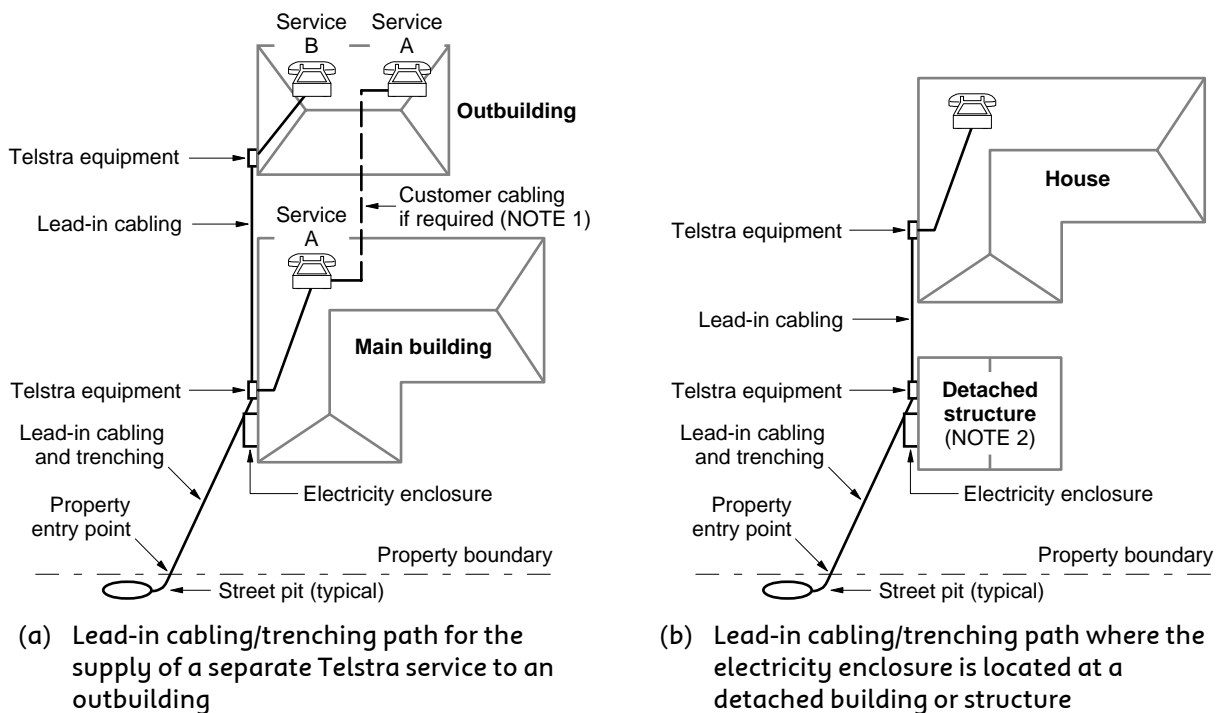 Service
B
Service
A
Outbuilding
Telstra equipment
Customer cabling
if required (NOTE 1)
Lead-in cabling
Service
A
Main building
Telstra equipment
Lead-in cabling
and trenching
Electricity enclosure
Property
entry point
Property boundary
Street pit (typical)
(a) Lead-in cabling/trenching path for the
supply of a separate Telstra service to an
outbuilding
House
Telstra equipment
Lead-in cabling
Telstra equipment
Detached
structure
(NOTE 2)
Lead-in cabling
and trenching
Electricity enclosure
Property
entry point
Property boundary
Street pit (typical)
(b) Lead-in cabling/trenching path where the
electricity enclosure is located at a
detached building or structure